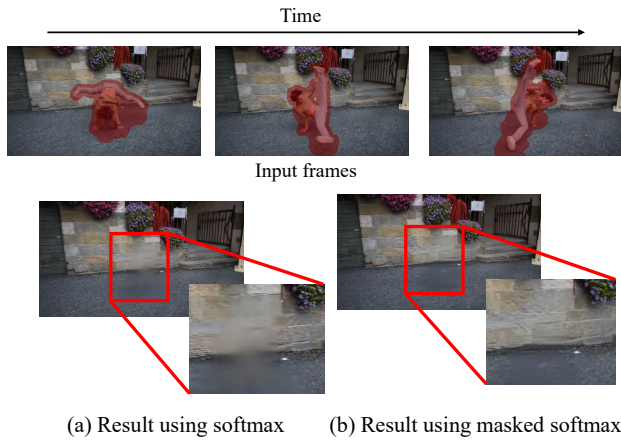 Time
Input frames
(a) Result using softmax
(b) Result using masked softmax